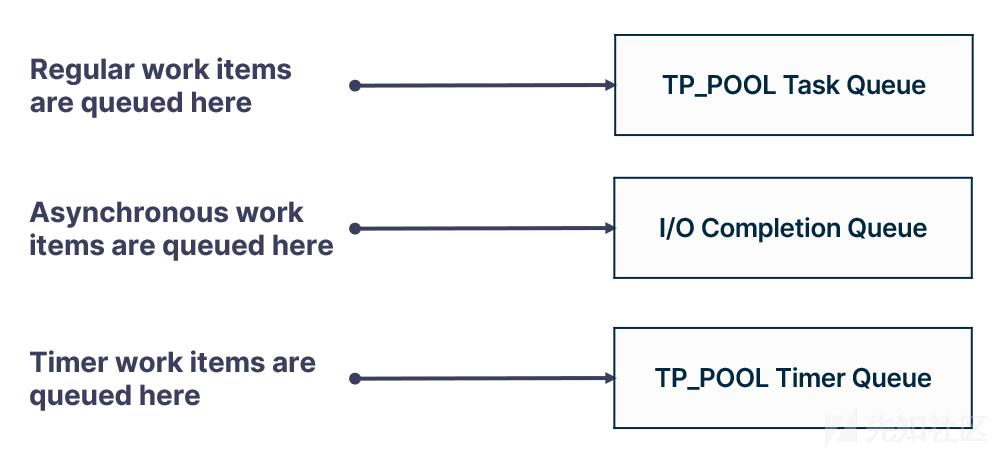 Regular work items
are queued here
TP_POOL Task Queue
Asynchronous work
items are queued here
I/O Completion Queue
Timer work items are
queued here
TP_POOL Timer Queue
先知社区